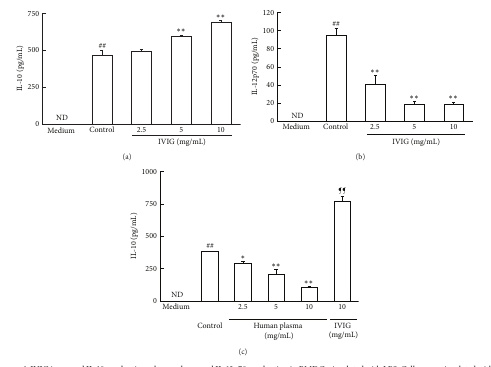 750
500
250
0
IL-10 (pg/mL)
ND
##
**
**
Medium
Control
2.5
5
10
IVIG (mg/mL)
(a)
120
100
80
60
40
20
0
IL-12p70 (pg/mL)
ND
##
**
**
**
Medium
Control
2.5
5
10
IVIG (mg/mL)
(b)
1000
750
500
250
0
IL-10 (pg/mL)
ND
##
*
**
**
¶¶
Medium
2.5
5
10
10
Control
Human plasma
(mg/mL)
IVIG
(mg/mL)
(c)